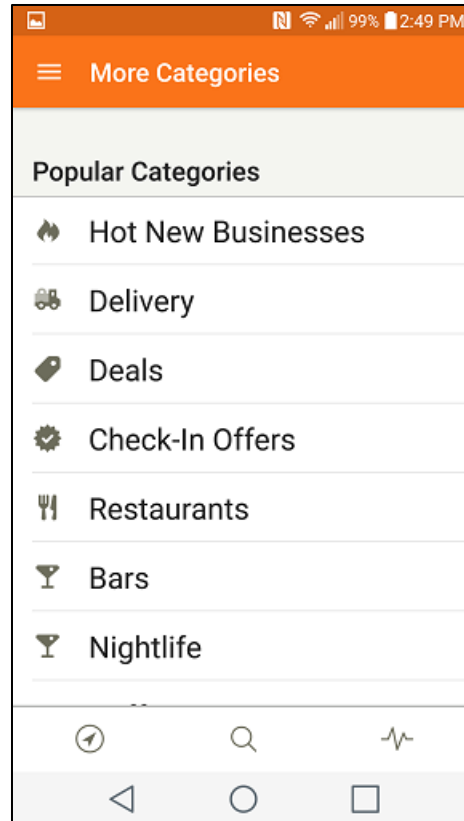 99% 2:49 PM
More Categories
Popular Categories
Hot New Businesses
Delivery
Deals
Check-In Offers
Restaurants
Bars
Nightlife